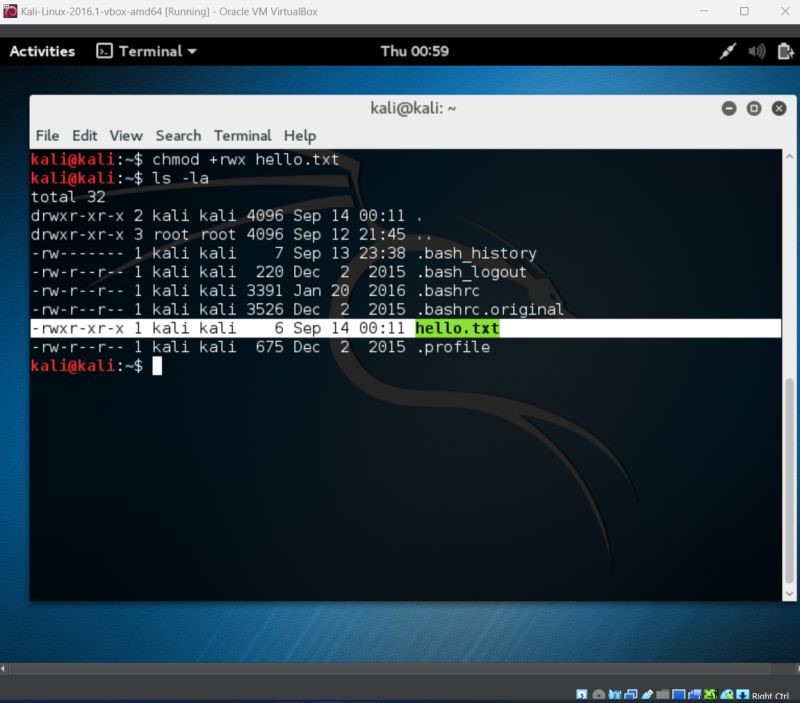 Kali-Linux-2016.1-vbox-amd64 [Running] - Oracle VM VirtualBox
Activities Terminal Thu 00:59
kali@kali: ~
File Edit View Search Terminal Help
kali@kali:~$ chmod +rwx hello.txt
kali@kali:~$ ls -la
total 32
drwxr-xr-x 2 kali kali 4096 Sep 14 00:11 .
drwxr-xr-x 3 root root 4096 Sep 12 21:45 ..
-rw------- 1 kali kali    7 Sep 13 23:38 .bash_history
-rw-r--r-- 1 kali kali  220 Dec  2  2015 .bash_logout
-rw-r--r-- 1 kali kali 3391 Jan 20  2016 .bashrc
-rw-r--r-- 1 kali kali 3526 Dec  2  2015 .bashrc.original
-rwxr-xr-x 1 kali kali    6 Sep 14 00:11 hello.txt
-rw-r--r-- 1 kali kali  675 Dec  2  2015 .profile
kali@kali:~$
Right Ctrl